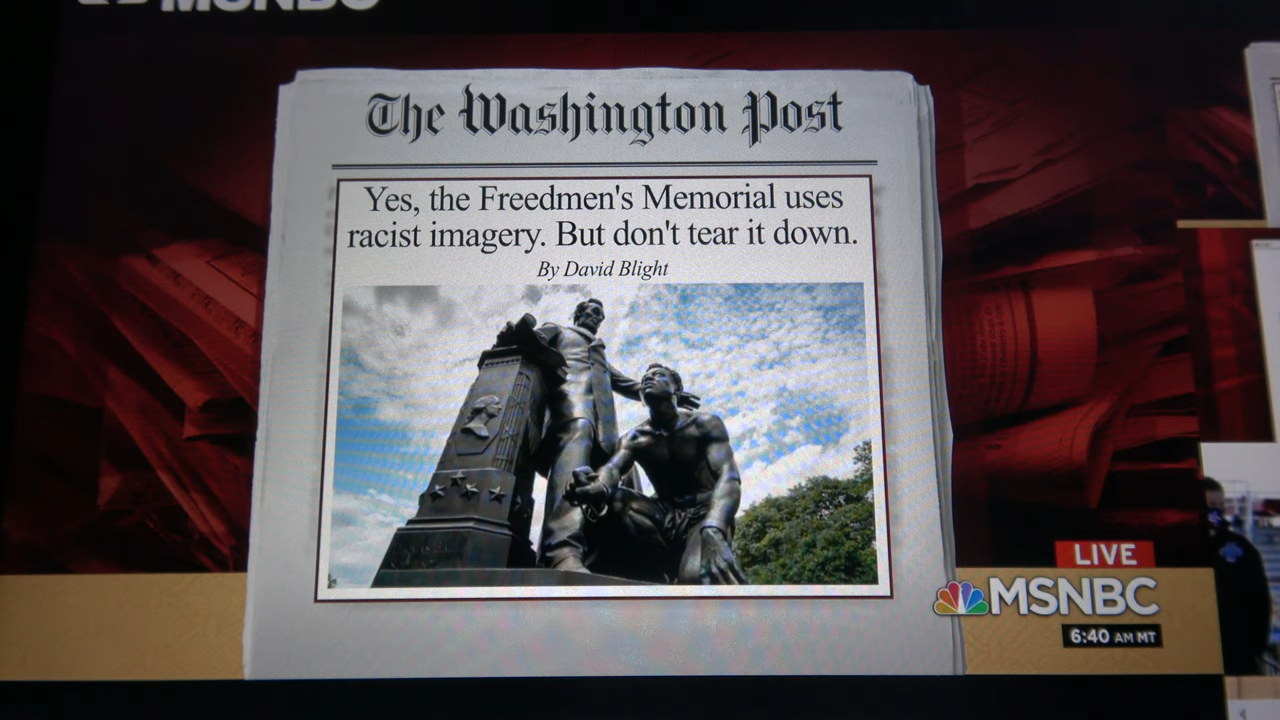 MSNBC
The Washington Post
Yes, the Freedmen's Memorial uses
racist imagery. But don't tear it down.
By David Blight
LIVE
MSNBC
6:40 AM MT